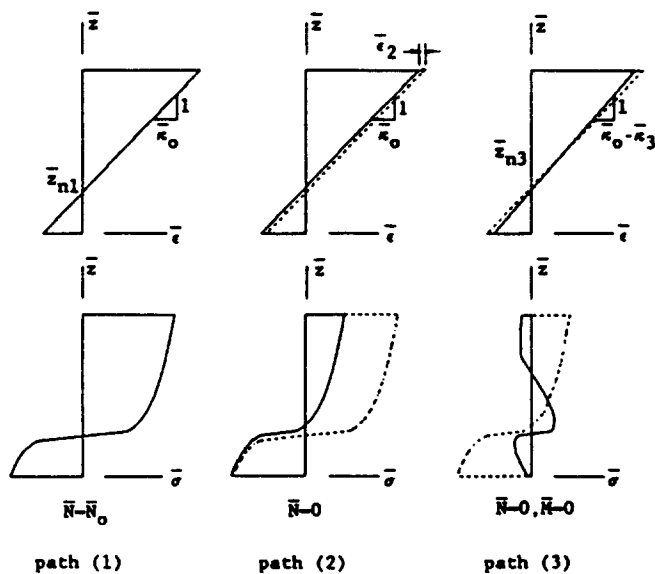 z̄ z̄ z̄
ε̄₂
1 1 1
κ̄ₒ κ̄ₒ κ̄ₒ-κ̄₃
z̄ₙ₁ z̄ₙ₃
ε̄ ε̄
z̄ z̄ z̄
σ̄ σ̄ σ̄
N̄=N̄ₒ N̄=0 N̄=0,M̄=0
path (1) path (2) path (3)